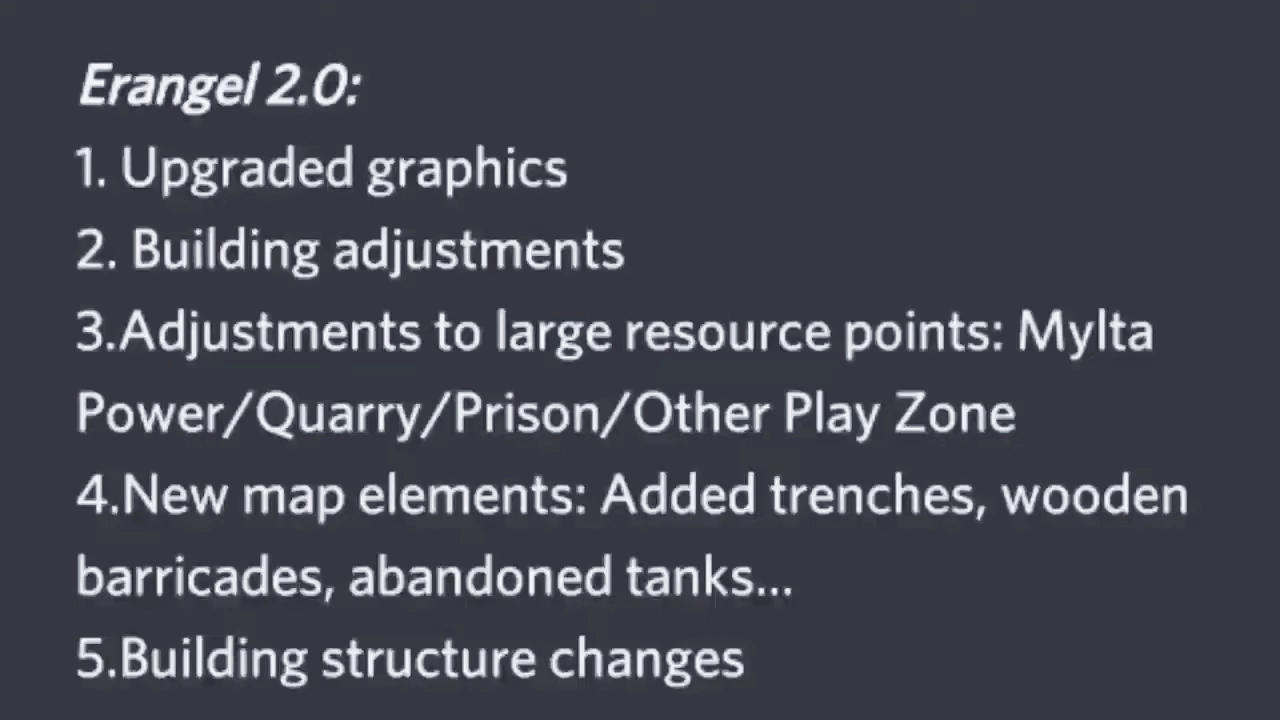 Erangel 2.0:
1. Upgraded graphics
2. Building adjustments
3.Adjustments to large resource points: Mylta
Power/Quarry/Prison/Other Play Zone
4.New map elements: Added trenches, wooden
barricades, abandoned tanks...
5.Building structure changes